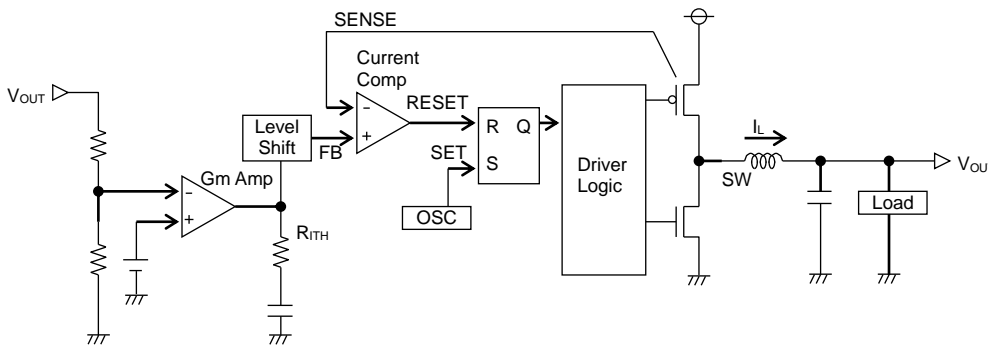 SENSE
Current
Comp
VOUT
-
+
RESET
Level
Shift
FB
SET
R Q
S
Gm Amp
-
+
OSC
RITH
Driver
Logic
IL
SW
VOU
Load